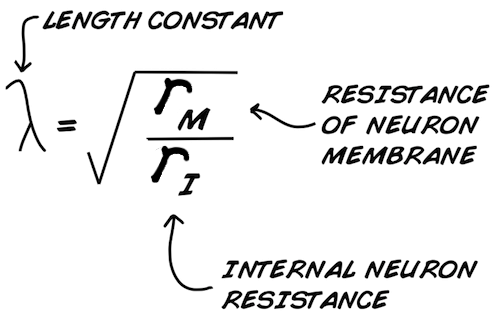 LENGTH CONSTANT
λ = √(r_M / r_I)
RESISTANCE
OF NEURON
MEMBRANE
INTERNAL NEURON
RESISTANCE